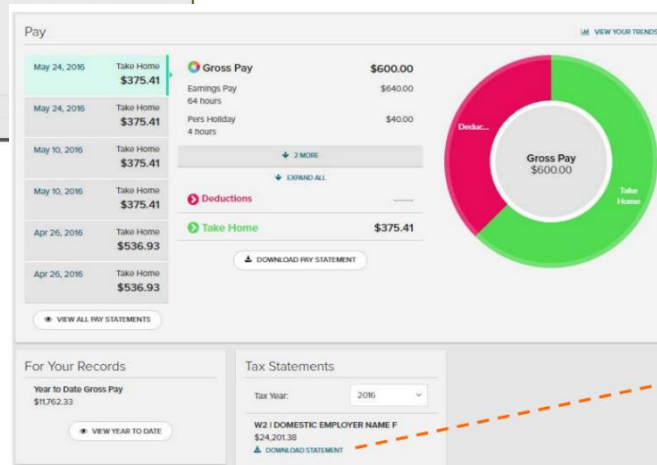 Pay
VIEW YOUR TRENDS
May 24, 2016 Take Home
$375.41
May 24, 2016 Take Home
$375.41
May 10, 2016 Take Home
$375.41
May 10, 2016 Take Home
$375.41
Apr 26, 2016 Take Home
$536.93
Apr 26, 2016 Take Home
$536.93
VIEW ALL PAY STATEMENTS
Gross Pay $600.00
Earnings Pay $640.00
64 hours
Pers Holiday $40.00
4 hours
2 MORE
EXPAND ALL
Deductions
Take Home $375.41
DOWNLOAD PAY STATEMENT
Deduc...
Gross Pay
$600.00
Take
Home
For Your Records
Year to Date Gross Pay
$11,762.33
VIEW YEAR TO DATE
Tax Statements
Tax Year: 2016
W2 | DOMESTIC EMPLOYER NAME F
$24,201.38
DOWNLOAD STATEMENT